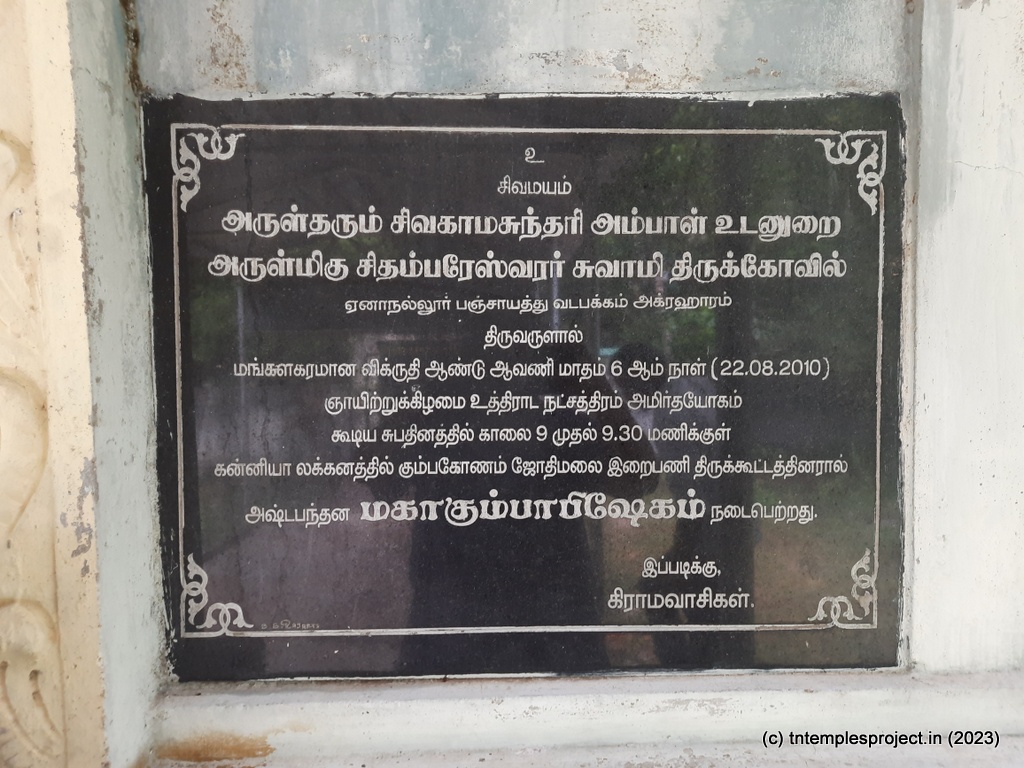 உ
சிவமயம்
அருள்தரும் சிவகாமசுந்தரி அம்பாள் உடனுறை
அருள்மிகு சிதம்பரேஸ்வரர் சுவாமி திருக்கோவில்
ஏனாநல்லூர் பஞ்சாயத்து வடபக்கம் அக்ரஹாரம்
திருவருளால்
மங்களகரமான விக்ருதி ஆண்டு ஆவணி மாதம் 6 ஆம் நாள் (22.08.2010)
ஞாயிற்றுக்கிழமை உத்திராட நட்சத்திரம் அமிர்தயோகம்
கூடிய சுபதினத்தில் காலை 9 முதல் 9.30 மணிக்குள்
கன்னியா லக்கனத்தில் கும்பகோணம் ஜோதிமலை இறைபணி திருக்கூட்டத்தினரால்
அஷ்டபந்தன மகாகும்பாபிஷேகம் நடைபெற்றது.
இப்படிக்கு,
கிராமவாசிகள்.
(c) tntemplesproject.in (2023)